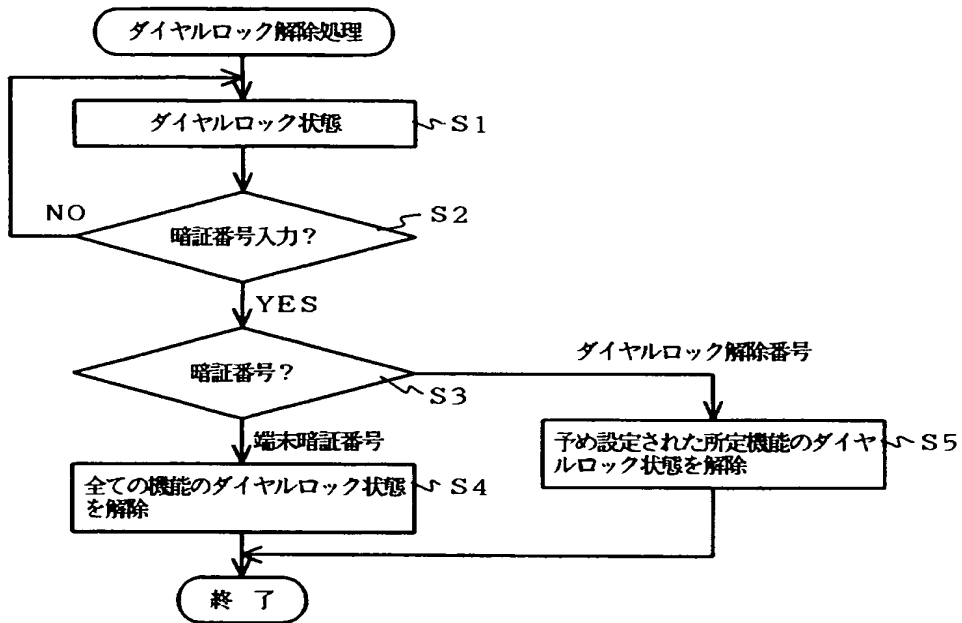 ダイヤルロック解除処理
ダイヤルロック状態
S1
NO
暗証番号入力？
S2
YES
暗証番号？
S3
ダイヤルロック解除番号
端末暗証番号
全ての機能のダイヤルロック状態
を解除
S4
予め設定された所定機能のダイヤ
ルロック状態を解除
S5
終 了